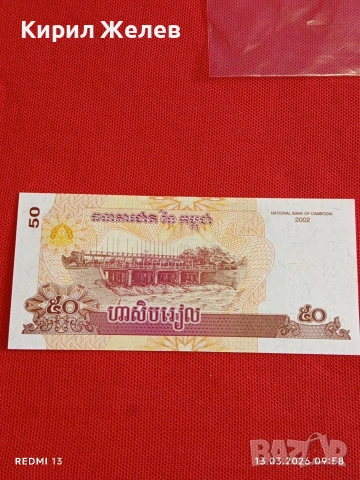 Кирил Желев
50
ធនាគារជាតិ នៃ កម្ពុជា
NATIONAL BANK OF CAMBODIA
2002
៥០
ហាសិបរៀល
៥០
REDMI 13
13.03.2026 09:58
BAZAR